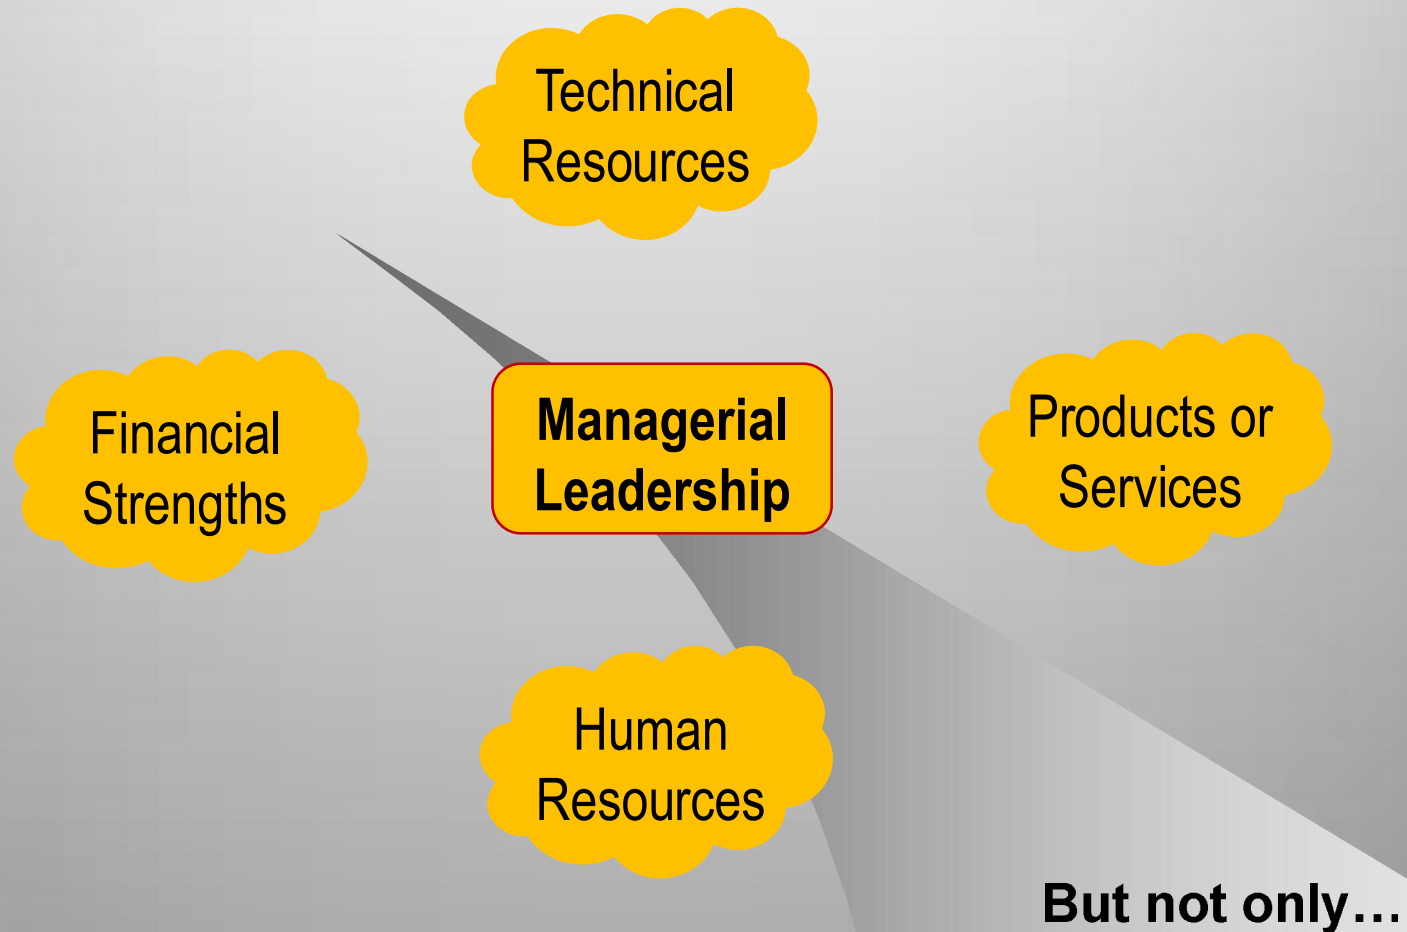 Technical
Resources
Financial
Strengths
Managerial
Leadership
Products or
Services
Human
Resources
But not only…